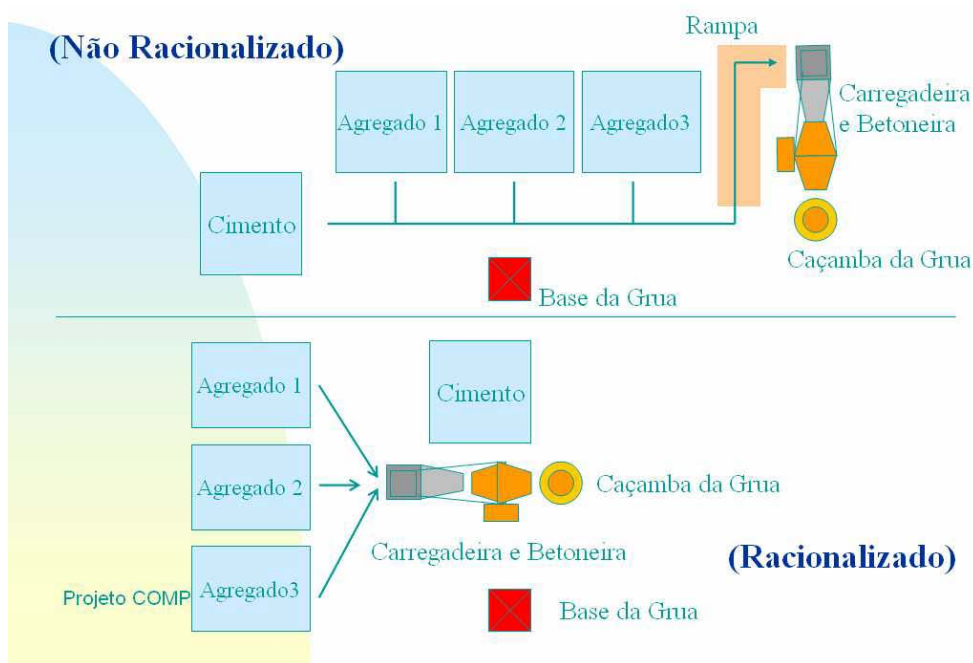 (Não Racionalizado)
Rampa
Agregado 1
Agregado 2
Agregado3
Carregadeira
e Betoneira
Cimento
Caçamba da Grua
Base da Grua
Agregado 1
Cimento
Agregado 2
Caçamba da Grua
Carregadeira e Betoneira
(Racionalizado)
Agregado3
Projeto COMP
Base da Grua